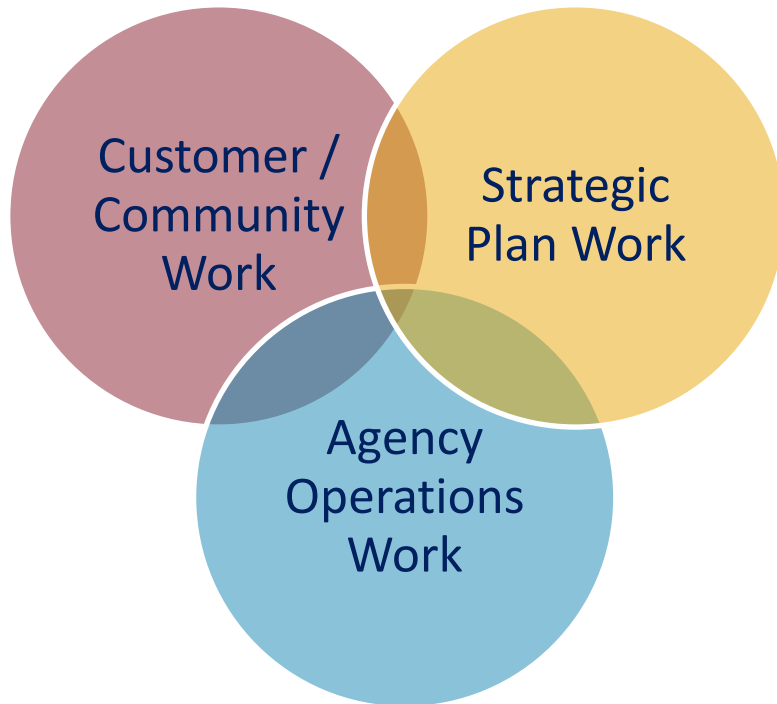 Customer /
Community
Work
Strategic
Plan Work
Agency
Operations
Work